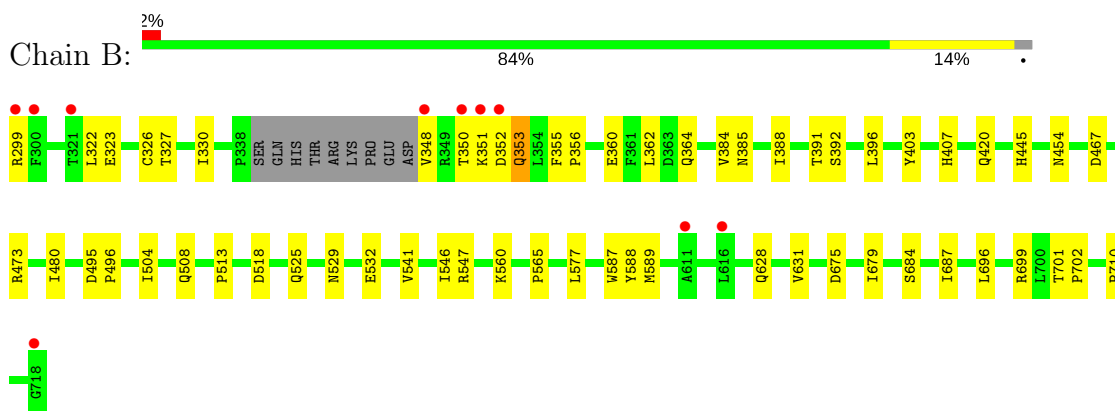 2%
Chain B:
84% 14% •
R299 F300 T321 L322 E323 C326 T327 I330 P338 SER GLN HIS THR ARG LYS PRO GLU ASP V348 R349 T350 K351 D352 Q353 L354 F355 P356 E360 F361 L362 D363 Q364 V384 N385 I388 T391 S392 L396 Y403 H407 Q420 H445 N454 D467
R473 I480 D495 P496 I504 Q508 P513 D518 Q525 N529 E532 V541 I546 R547 K560 P565 L577 W587 Y588 M589 A611 L616 Q628 V631 D675 I679 S684 I687 L696 R699 L700 T701 P702
G718